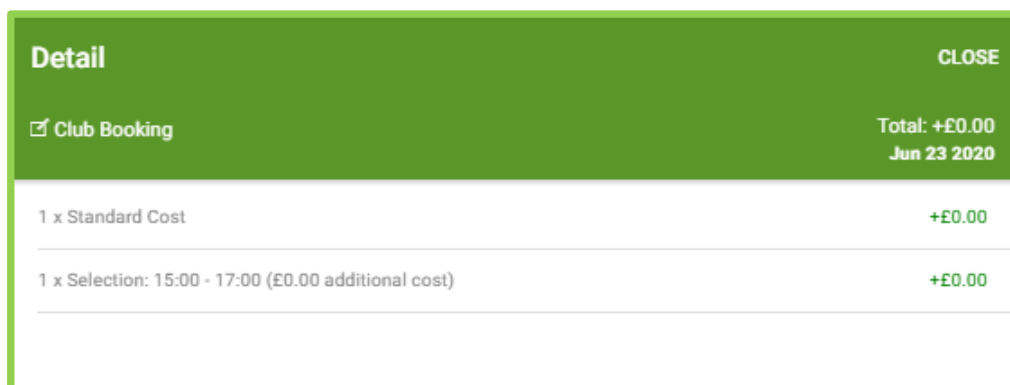 Detail
CLOSE
Club Booking
Total: +£0.00
Jun 23 2020
1 x Standard Cost
+£0.00
1 x Selection: 15:00 - 17:00 (£0.00 additional cost)
+£0.00